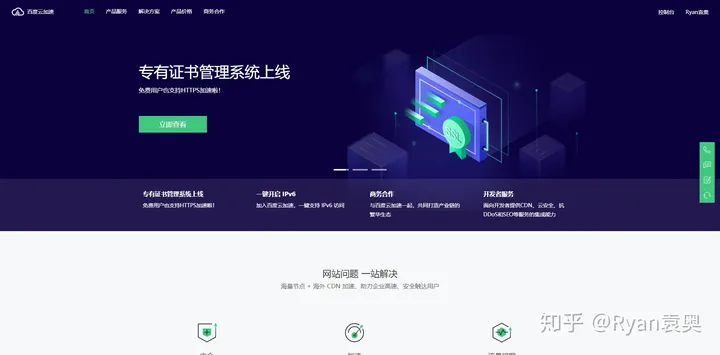 百度云加速
首页 产品服务 解决方案 产品价格 商务合作
控制台 Ryan袁奥
专有证书管理系统上线
免费用户也支持HTTPS加速啦!
立即查看
SSL
专有证书管理系统上线
免费用户也支持HTTPS加速啦!
一键开启 IPv6
加入百度云加速,一键支持 IPv6 访问
商务合作
与百度云加速一起,共同打造产业链的
繁华生态
开发者服务
面向开发者提供CDN、云安全、抗
DDoS和SEO等服务的集成能力
网站问题 一站解决
海量节点 + 海外 CDN 加速,助力企业高速、安全触达用户
知乎 @Ryan袁奥